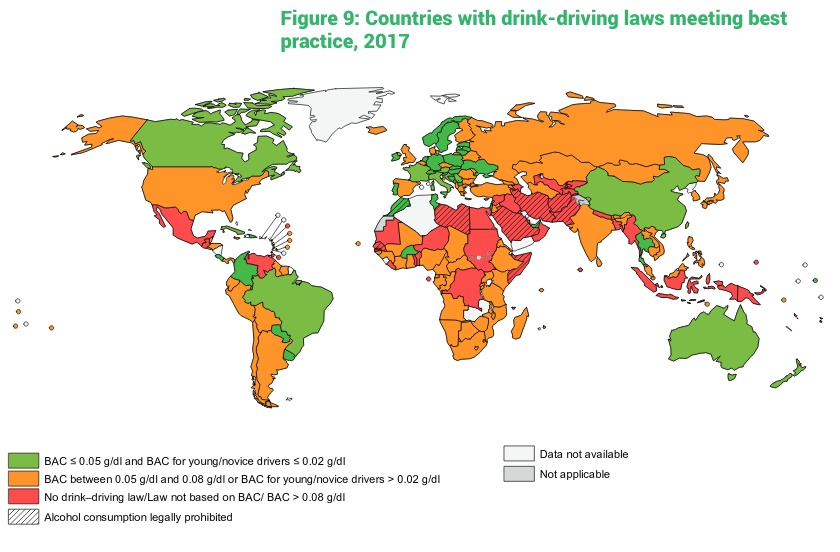 Figure 9: Countries with drink-driving laws meeting best
practice, 2017
BAC ≤ 0.05 g/dl and BAC for young/novice drivers ≤ 0.02 g/dl
BAC between 0.05 g/dl and 0.08 g/dl or BAC for young/novice drivers > 0.02 g/dl
No drink–driving law/Law not based on BAC/ BAC > 0.08 g/dl
Alcohol consumption legally prohibited
Data not available
Not applicable